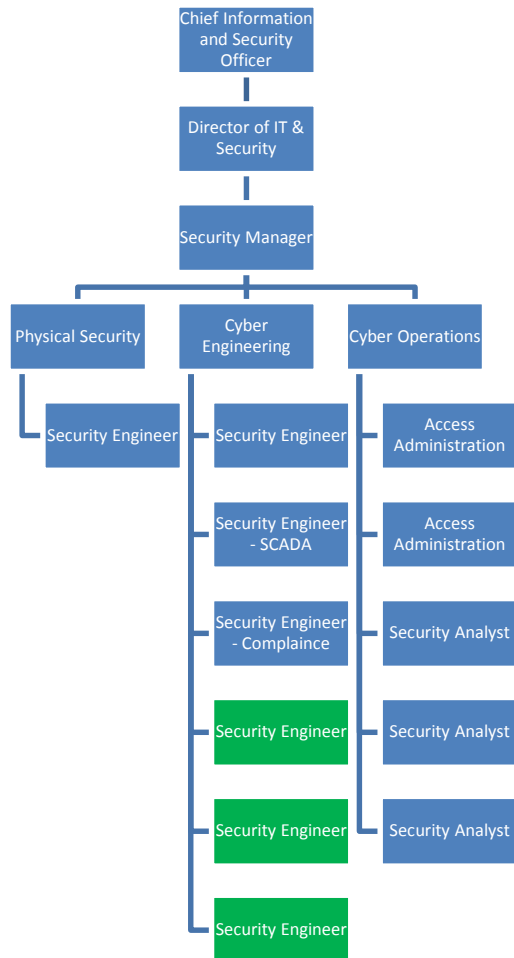 Chief Information
and Security
Officer
Director of IT &
Security
Security Manager
Physical Security
Cyber
Engineering
Cyber Operations
Security Engineer
Security Engineer
Access
Administration
Security Engineer
- SCADA
Access
Administration
Security Engineer
- Complaince
Security Analyst
Security Engineer
Security Analyst
Security Engineer
Security Analyst
Security Engineer